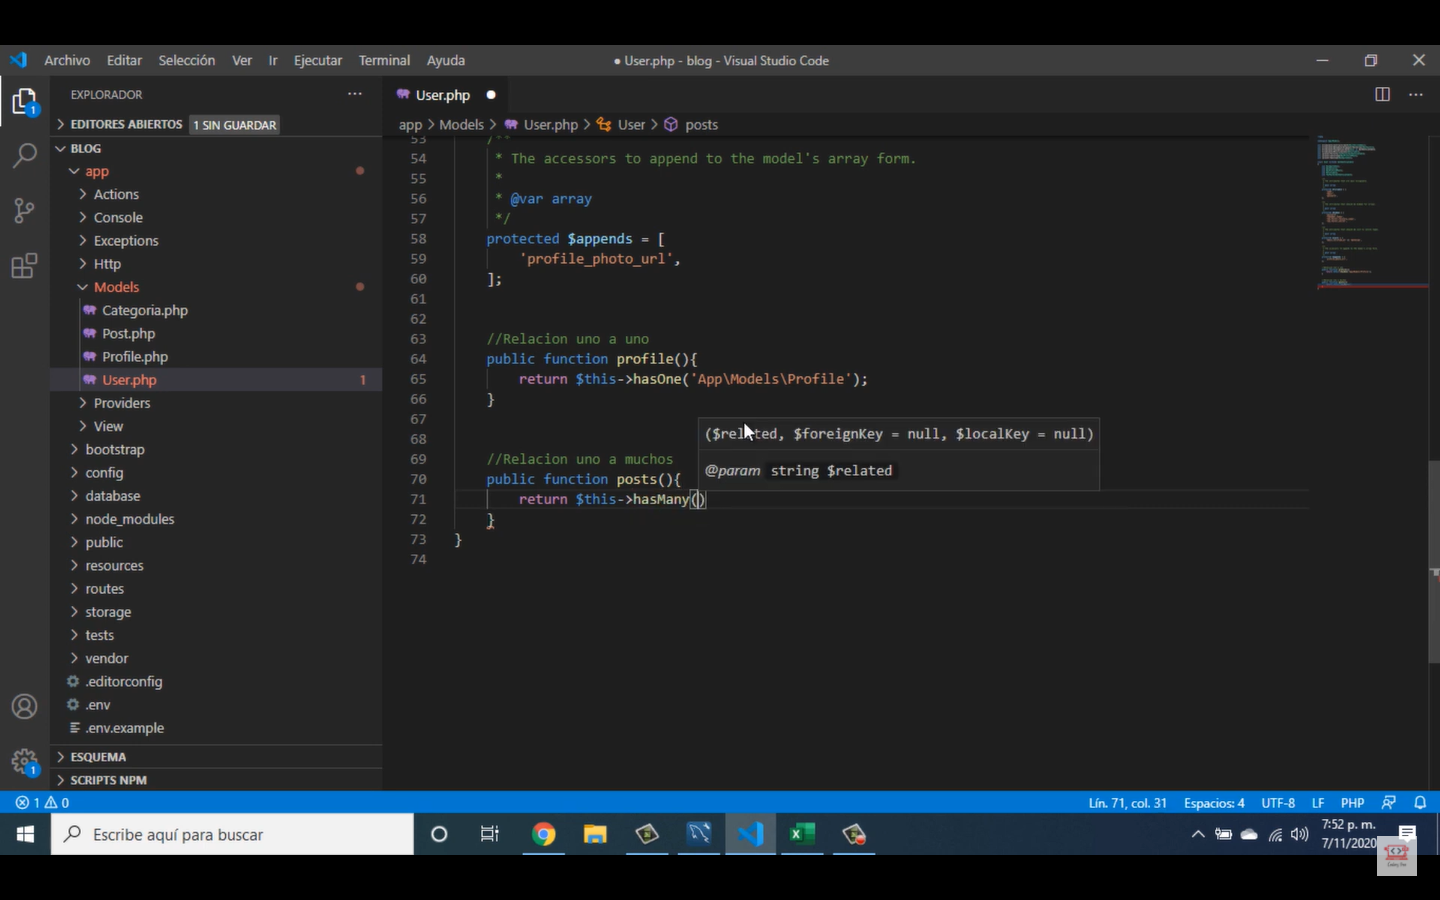 Archivo Editar Selección Ver Ir Ejecutar Terminal Ayuda
● User.php - blog - Visual Studio Code
EXPLORADOR
User.php
EDITORES ABIERTOS 1 SIN GUARDAR
app > Models > User.php > User > posts
BLOG
app
Actions
Console
Exceptions
Http
Models
Categoria.php
Post.php
Profile.php
User.php 1
Providers
View
bootstrap
config
database
node_modules
public
resources
routes
storage
tests
vendor
.editorconfig
.env
.env.example
ESQUEMA
SCRIPTS NPM
53 /**
54 * The accessors to append to the model's array form.
55 *
56 * @var array
57 */
58 protected $appends = [
59 'profile_photo_url',
60 ];
61
62
63 //Relacion uno a uno
64 public function profile(){
65 return $this->hasOne('App\Models\Profile');
66 }
67
68
69 //Relacion uno a muchos
70 public function posts(){
71 return $this->hasMany()
72 }
73 }
74
($related, $foreignKey = null, $localKey = null)
@param string $related
1 0
Lín. 71, col. 31 Espacios: 4 UTF-8 LF PHP
1
1
Escribe aquí para buscar
7:52 p. m.
7/11/2020